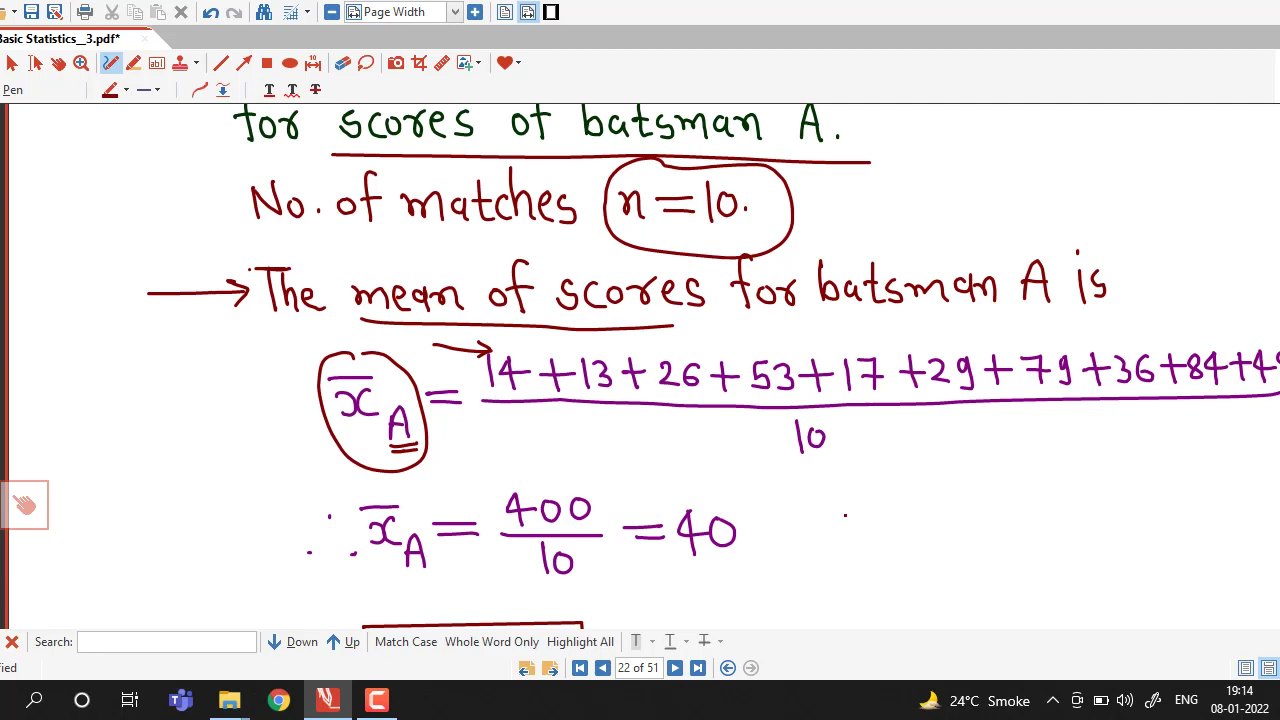 Page Width
Basic Statistics_3.pdf*
Pen
for scores of batsman A.
No. of matches n=10.
The mean of scores for batsman A is
x̄A = 14+13+26+53+17+29+79+36+84+49
10
∴ x̄A = 400/10 = 40
Search: Down Up Match Case Whole Word Only Highlight All T T T
22 of 51
24°C Smoke ENG 19:14
08-01-2022